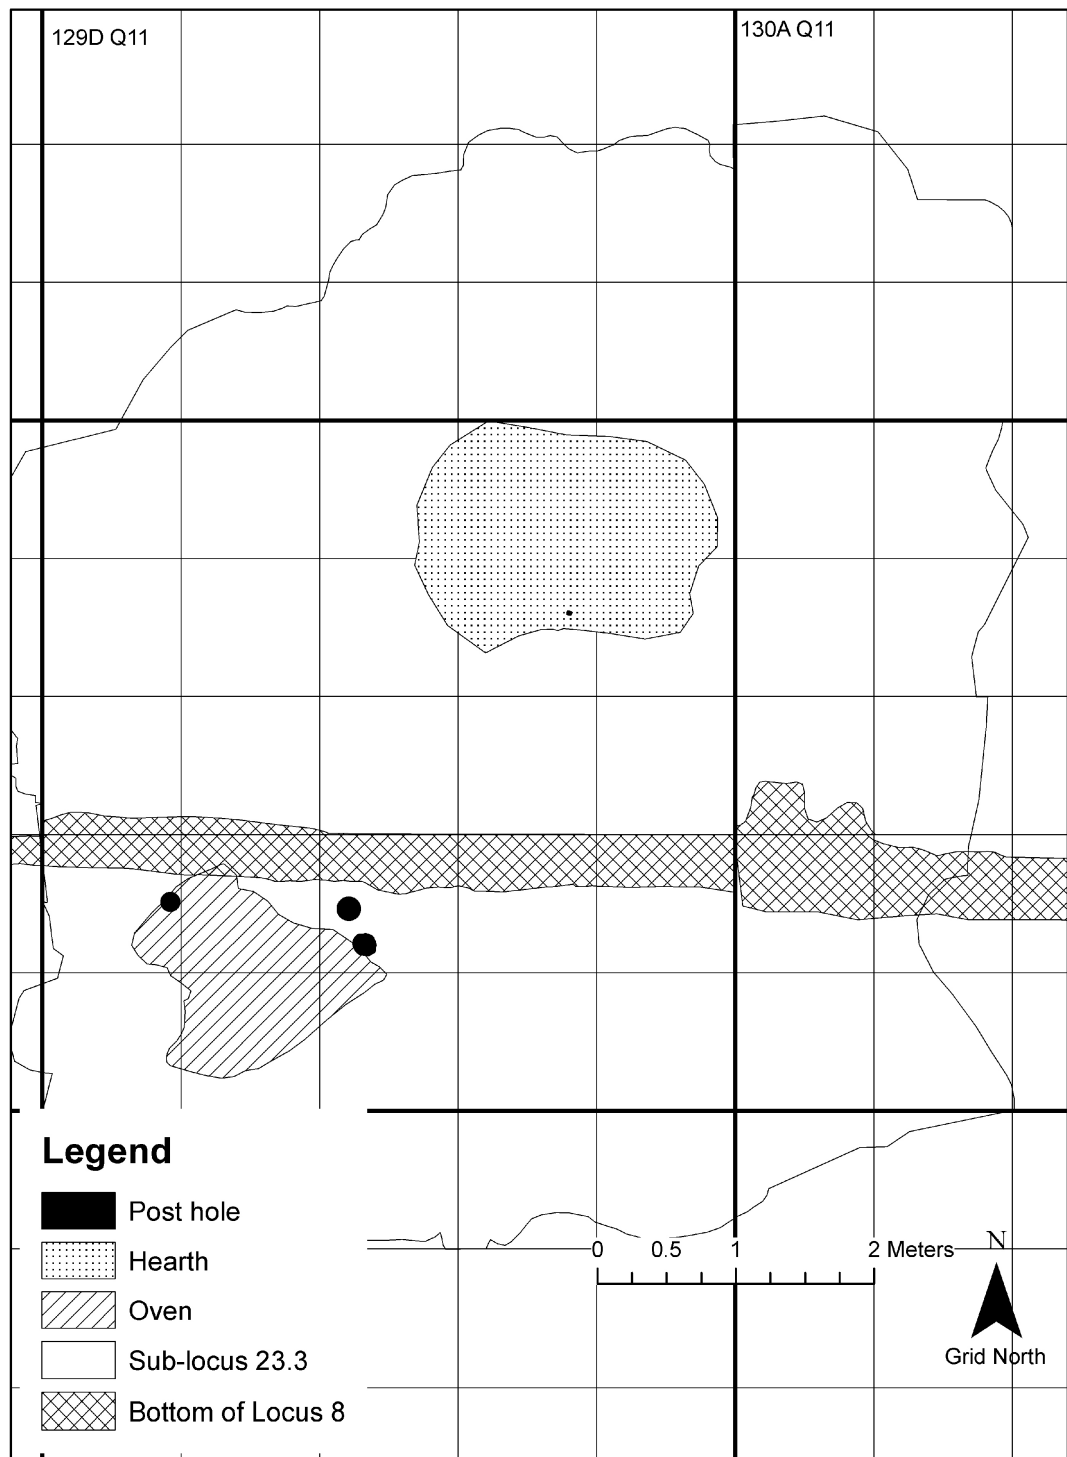 129D Q11
130A Q11
Legend
Post hole
Hearth
Oven
Sub-locus 23.3
Bottom of Locus 8
0 0.5 1 2 Meters
N
Grid North